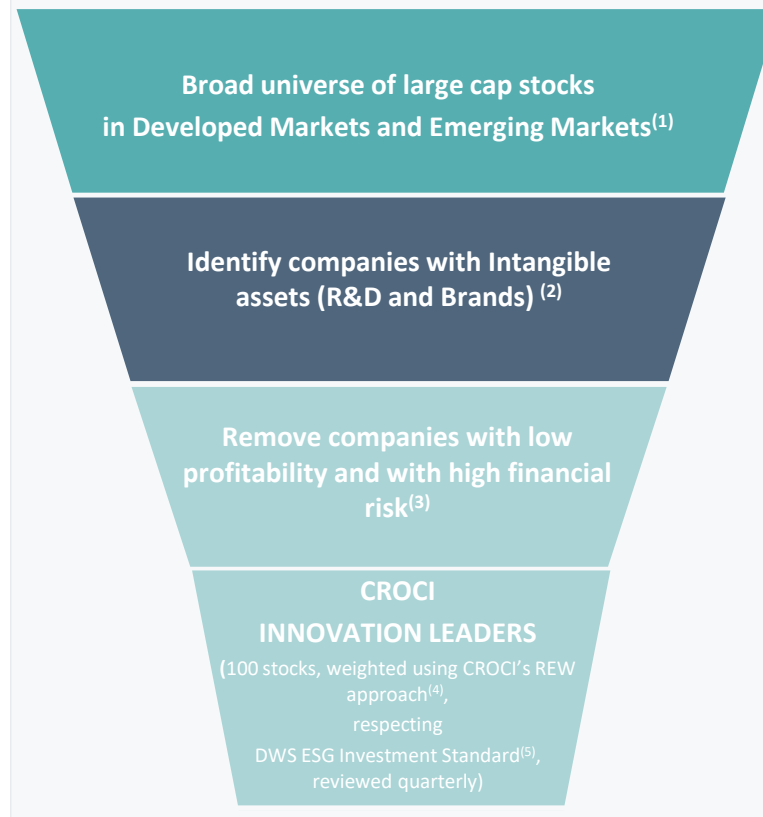 Broad universe of large cap stocks
in Developed Markets and Emerging Markets(1)
Identify companies with Intangible
assets (R&D and Brands) (2)
Remove companies with low
profitability and with high financial
risk(3)
CROCI
INNOVATION LEADERS
(100 stocks, weighted using CROCI's REW
approach(4),
respecting
DWS ESG Investment Standard(5),
reviewed quarterly)